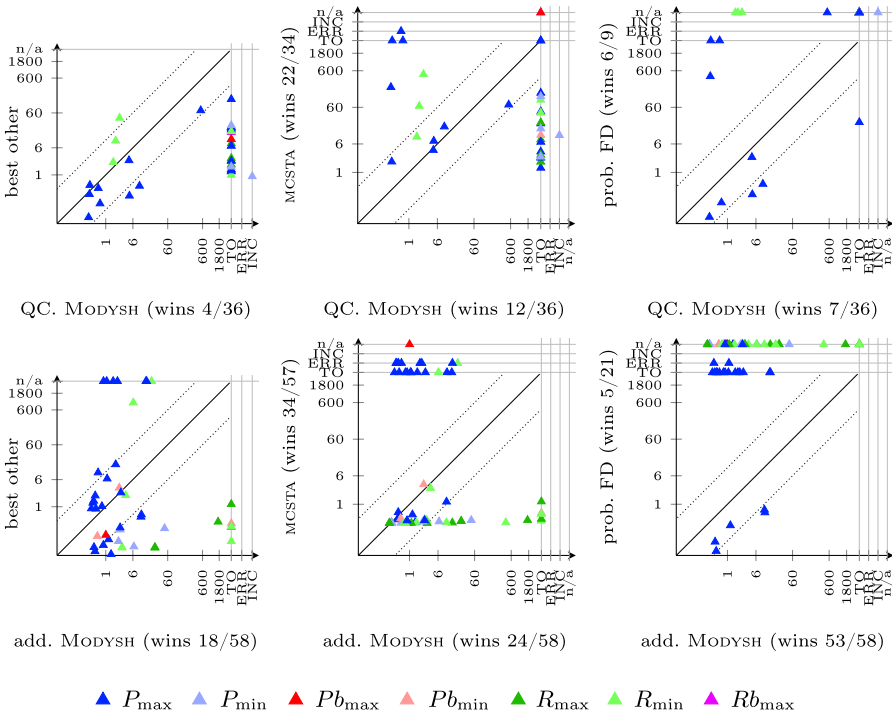 n/a
1800
600
60
6
1
best other
1 6 60 600 1800 TO ERR INC
QC. MODYSH (wins 4/36)
n/a
INC
ERR
TO
1800
600
60
6
1
MCSTA (wins 22/34)
1 6 60 600 1800 TO ERR INC n/a
QC. MODYSH (wins 12/36)
n/a
INC
ERR
TO
1800
600
60
6
1
prob. FD (wins 6/9)
1 6 60 600 1800 TO ERR INC n/a
QC. MODYSH (wins 7/36)
n/a
1800
600
60
6
1
best other
1 6 60 600 1800 TO ERR INC
add. MODYSH (wins 18/58)
n/a
INC
ERR
TO
1800
600
60
6
1
MCSTA (wins 34/57)
1 6 60 600 1800 TO ERR INC n/a
add. MODYSH (wins 24/58)
n/a
INC
ERR
TO
1800
600
60
6
1
prob. FD (wins 5/21)
1 6 60 600 1800 TO ERR INC n/a
add. MODYSH (wins 53/58)
Pmax Pmin Pbmax Pbmin Rmax Rmin Rbmax